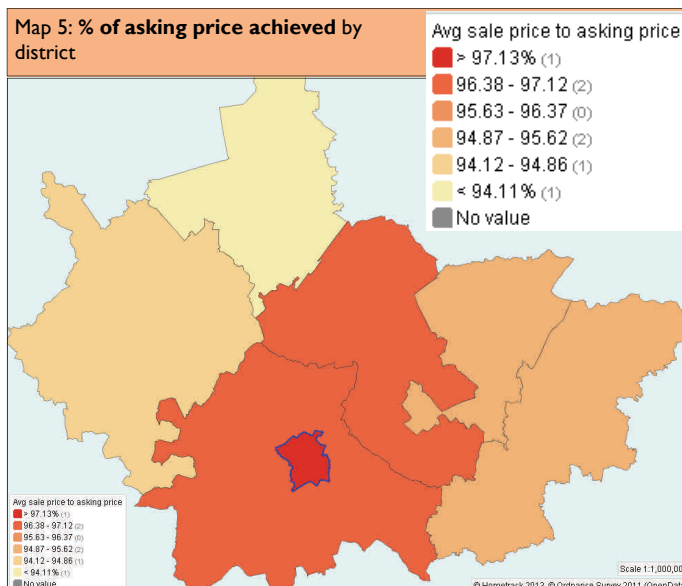 Map 5: % of asking price achieved by
district
Avg sale price to asking price
> 97.13% (1)
96.38 - 97.12 (2)
95.63 - 96.37 (0)
94.87 - 95.62 (2)
94.12 - 94.86 (1)
< 94.11% (1)
No value
Avg sale price to asking price
> 97.13% (1)
96.38 - 97.12 (2)
95.63 - 96.37 (0)
94.87 - 95.62 (2)
94.12 - 94.86 (1)
< 94.11% (1)
No value
Scale 1:1,000,00
© Hometrack 2012, © Ordnance Survey 2011 (OpenData